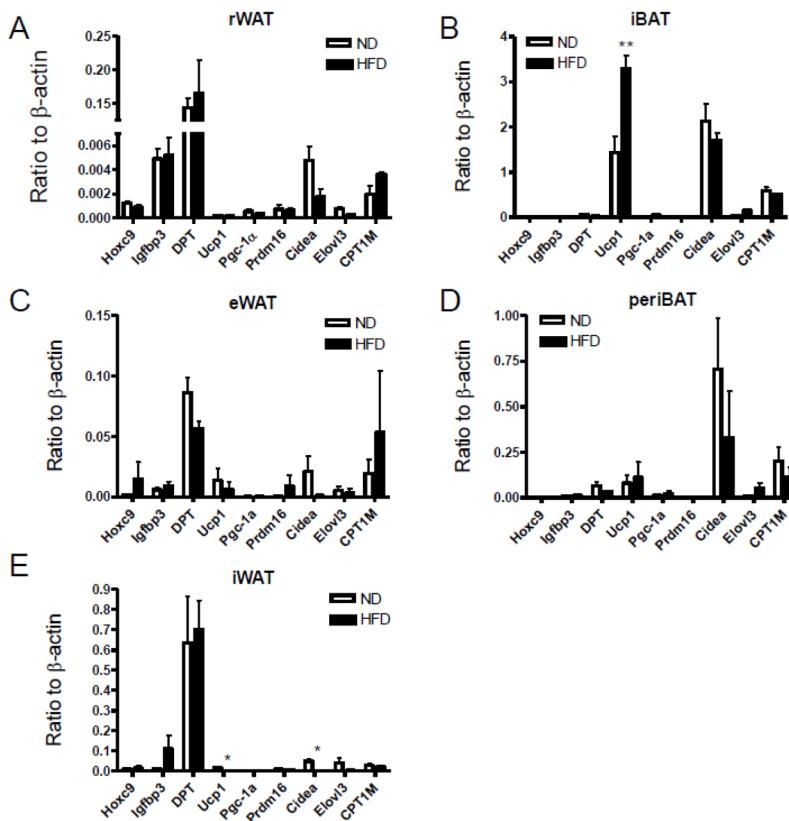 A
rWAT
ND
HFD
Ratio to β-actin
0.25
0.20
0.15
0.006
0.004
0.002
0.000
Hoxc9
Igfbp3
DPT
Ucp1
Pgc-1α
Prdm16
Cidea
Elovl3
CPT1M
B
iBAT
ND
HFD
**
Ratio to β-actin
4
3
2
1
0
Hoxc9
Igfbp3
DPT
Ucp1
Pgc-1a
Prdm16
Cidea
Elovl3
CPT1M
C
eWAT
ND
HFD
Ratio to β-actin
0.15
0.10
0.05
0.00
Hoxc9
Igfbp3
DPT
Ucp1
Pgc-1a
Prdm16
Cidea
Elovl3
CPT1M
D
periBAT
ND
HFD
Ratio to β-actin
1.00
0.75
0.50
0.25
0.00
Hoxc9
Igfbp3
DPT
Ucp1
Pgc-1a
Prdm16
Cidea
Elovl3
CPT1M
E
iWAT
ND
HFD
Ratio to β-actin
0.9
0.8
0.7
0.6
0.5
0.4
0.3
0.2
0.1
0.0
*
*
Hoxc9
Igfbp3
DPT
Ucp1
Pgc-1a
Prdm16
Cidea
Elovl3
CPT1M